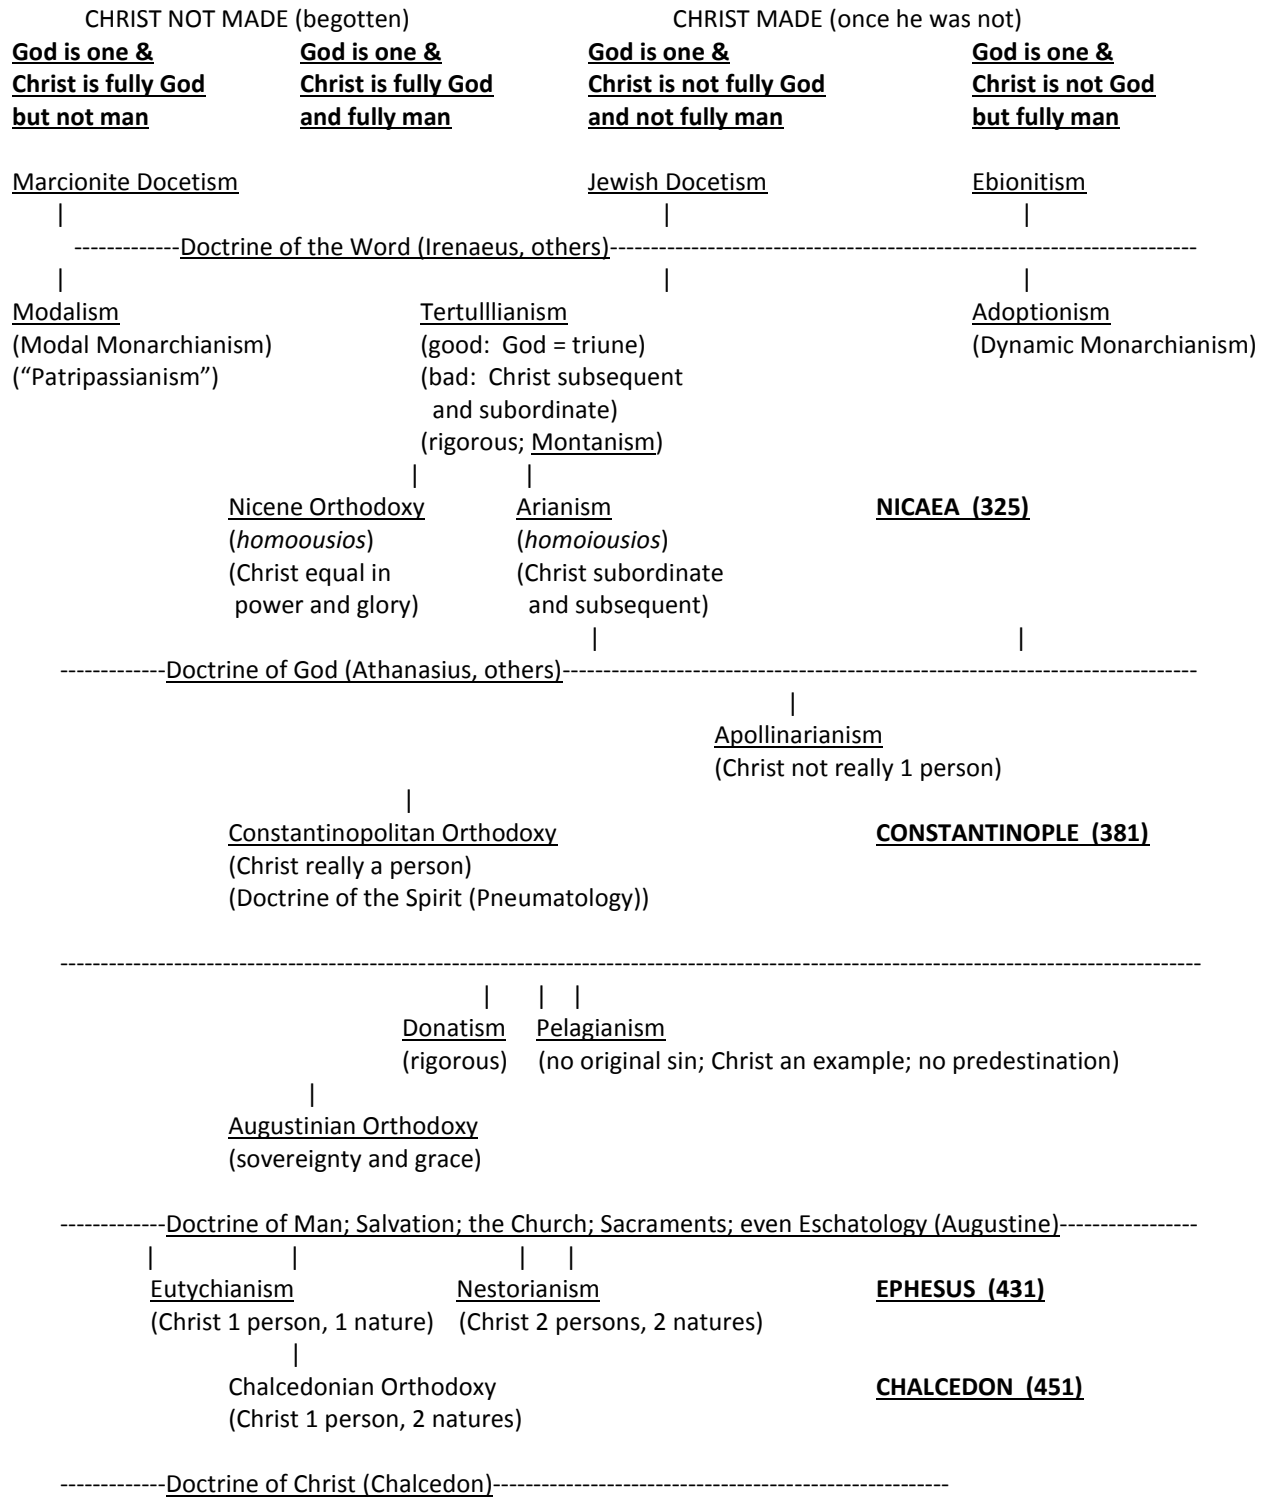 CHRIST NOT MADE (begotten) CHRIST MADE (once he was not)
God is one & God is one & God is one & God is one &
Christ is fully God Christ is fully God Christ is not fully God Christ is not God
but not man and fully man and not fully man but fully man
Marcionite Docetism Jewish Docetism Ebionitism
| | |
-------------Doctrine of the Word (Irenaeus, others)-------------------------------------------------------------------------
| | |
Modalism Tertulllianism Adoptionism
(Modal Monarchianism) (good: God = triune) (Dynamic Monarchianism)
(“Patripassianism”) (bad: Christ subsequent
and subordinate)
(rigorous; Montanism)
| |
Nicene Orthodoxy Arianism NICAEA (325)
(homoousios) (homoiousios)
(Christ equal in (Christ subordinate
power and glory) and subsequent)
| |
-------------Doctrine of God (Athanasius, others)-------------------------------------------------------------------------------
|
Apollinarianism
(Christ not really 1 person)
|
Constantinopolitan Orthodoxy CONSTANTINOPLE (381)
(Christ really a person)
(Doctrine of the Spirit (Pneumatology))
----------------------------------------------------------------------------------------------------------------------------------------------
| | |
Donatism Pelagianism
(rigorous) (no original sin; Christ an example; no predestination)
|
Augustinian Orthodoxy
(sovereignty and grace)
-------------Doctrine of Man; Salvation; the Church; Sacraments; even Eschatology (Augustine)-----------------
| | | |
Eutychianism Nestorianism EPHESUS (431)
(Christ 1 person, 1 nature) (Christ 2 persons, 2 natures)
|
Chalcedonian Orthodoxy CHALCEDON (451)
(Christ 1 person, 2 natures)
-------------Doctrine of Christ (Chalcedon)---------------------------------------------------------